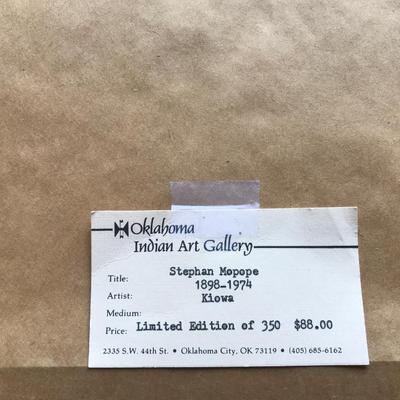 Oklahoma
Indian Art Gallery
Title: Stephan Mopope
1898-1974
Artist: Kiowa
Medium:
Price: Limited Edition of 350 $88.00
2335 S.W. 44th St. • Oklahoma City, OK 73119 • (405) 685-6162